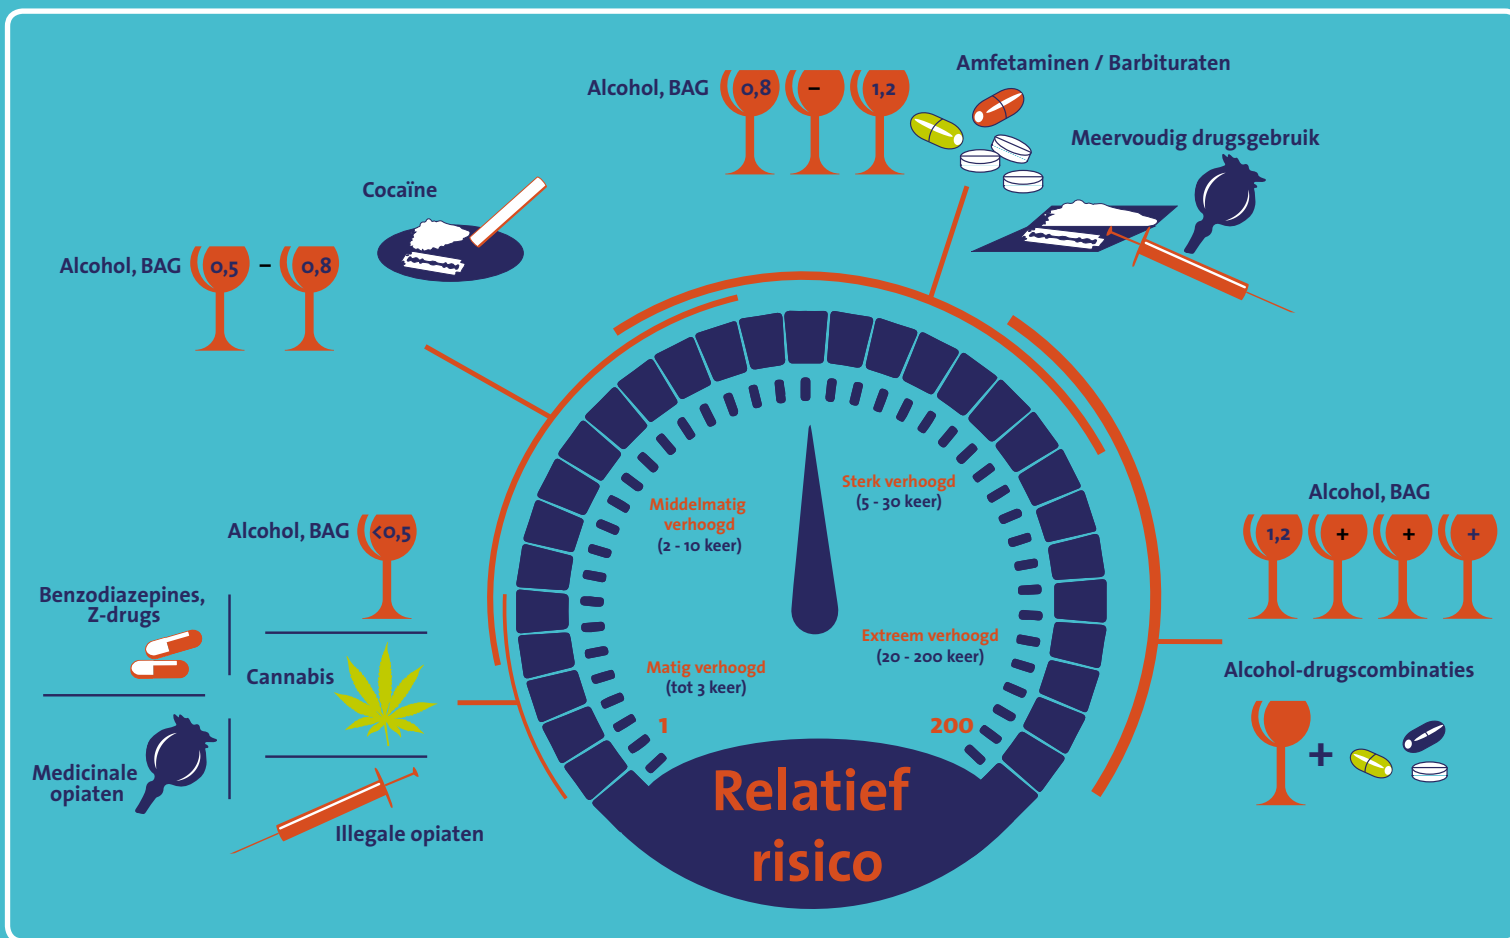 Amfetaminen / Barbituraten
Alcohol, BAG 0,8 – 1,2
Meervoudig drugsgebruik
Cocaïne
Alcohol, BAG 0,5 – 0,8
Sterk verhoogd
(5 - 30 keer)
Middelmatig
verhoogd
(2 - 10 keer)
Alcohol, BAG
1,2 + + +
Alcohol, BAG <0,5
Benzodiazepines,
Z-drugs
Cannabis
Matig verhoogd
(tot 3 keer)
Extreem verhoogd
(20 - 200 keer)
Alcohol-drugscombinaties
+
1
200
Medicinale
opiaten
Illegale opiaten
Relatief
risico